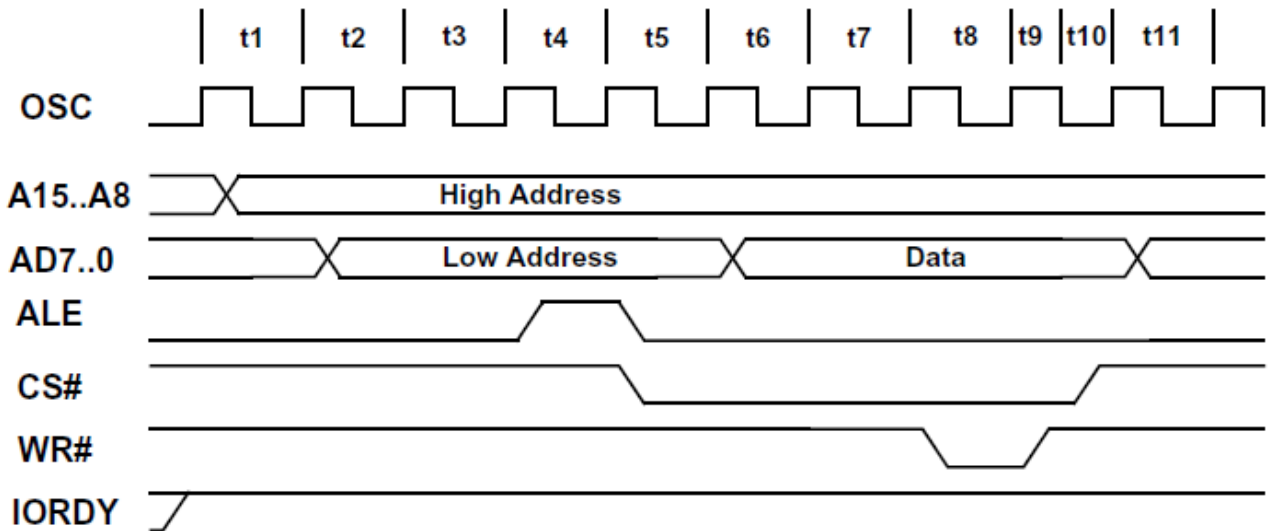 t1 t2 t3 t4 t5 t6 t7 t8 t9 t10 t11
OSC
A15..A8 High Address
AD7..0 Low Address Data
ALE
CS#
WR#
IORDY